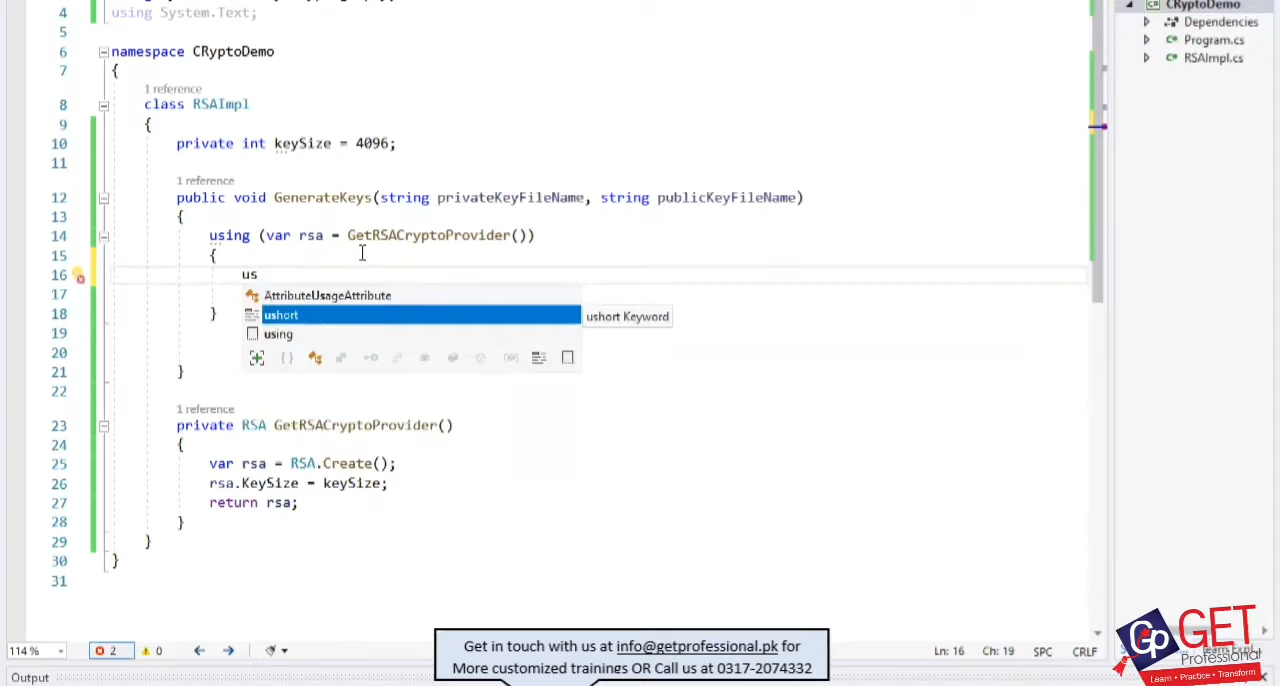 4 using System.Text;
5
6 namespace CRyptoDemo
7 {
1 reference
8 class RSAImpl
9 {
10 private int keySize = 4096;
11
1 reference
12 public void GenerateKeys(string privateKeyFileName, string publicKeyFileName)
13 {
14 using (var rsa = GetRSACryptoProvider())
15 {
16 us
AttributeUsageAttribute
17 ushort ushort Keyword
18 }
using
19
20
21 }
22
1 reference
23 private RSA GetRSACryptoProvider()
24 {
25 var rsa = RSA.Create();
26 rsa.KeySize = keySize;
27 return rsa;
28 }
29 }
30 }
31
114 % 2 0 Ln: 16 Ch: 19 SPC CRLF
Output
CRyptoDemo
Dependencies
C# Program.cs
C# RSAImpl.cs
Get in touch with us at info@getprofessional.pk for
More customized trainings OR Call us at 0317-2074332
Gp GET
Professional
Learn • Practice • Transform